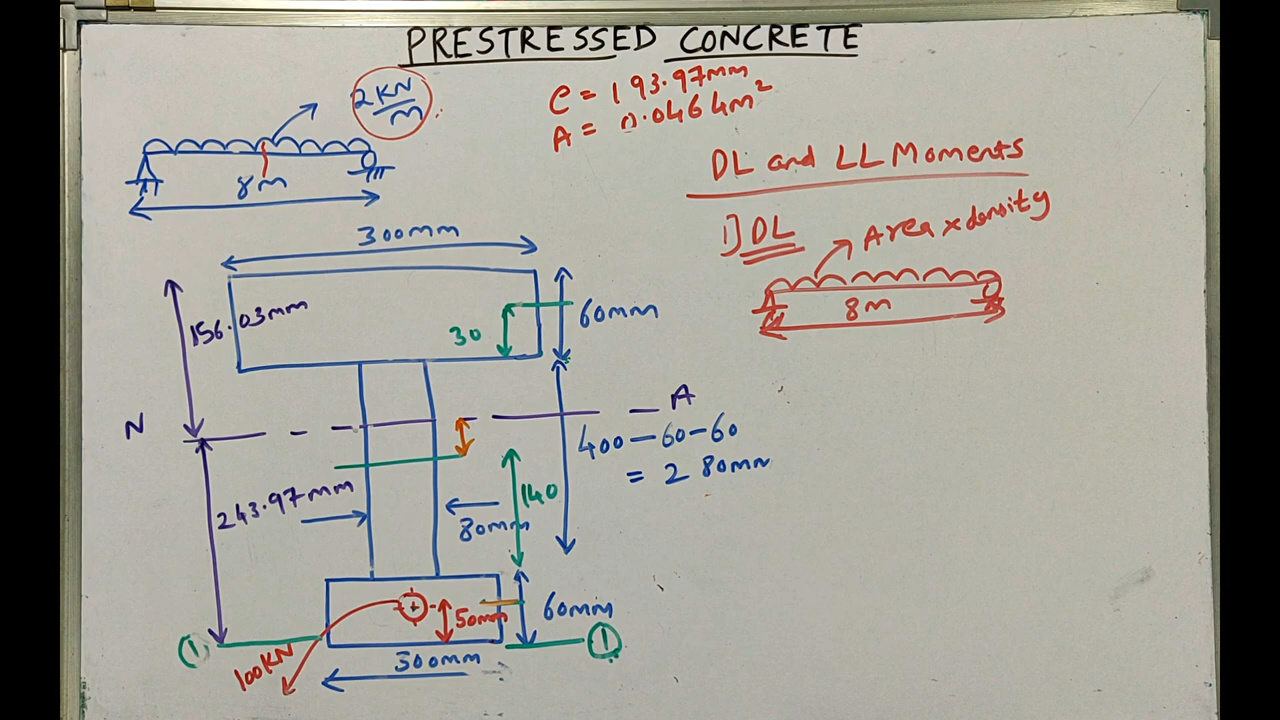 PRESTRESSED CONCRETE
2KN/m
8m
e = 193.97mm
A = 0.0464m²
DL and LL Moments
1] DL
Area x density
8m
300mm
156.03mm
30
60mm
N
A
400-60-60
= 280mm
243.97mm
140
80mm
50mm
60mm
1
1
100KN
300mm